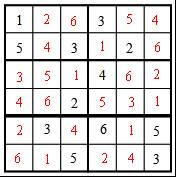 1 2 6 3 5 4
5 4 3 1 2 6
3 5 1 4 6 2
4 6 2 5 3 1
2 3 4 6 1 5
6 1 5 2 4 3